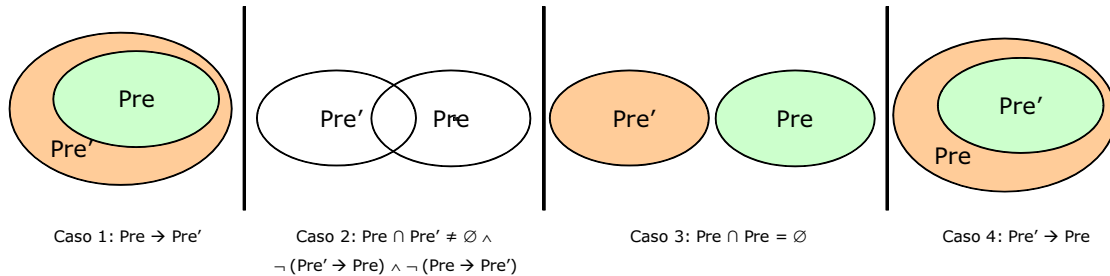 Pre
Pre’
Pre’
Pre
Pre’
Pre
Pre’
Pre
Caso 1: Pre → Pre’
Caso 2: Pre ∩ Pre’ ≠ ∅ ∧
¬ (Pre’ → Pre) ∧ ¬ (Pre → Pre’)
Caso 3: Pre ∩ Pre = ∅
Caso 4: Pre’ → Pre